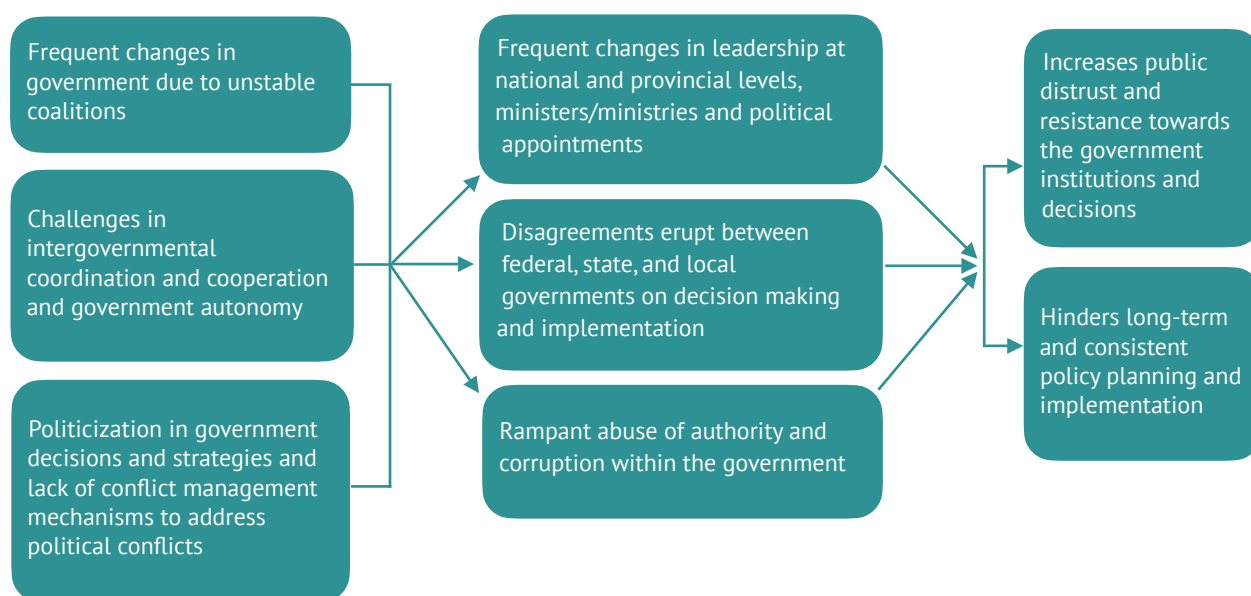 Frequent changes in
government due to unstable
coalitions
Challenges in
intergovernmental
coordination and cooperation
and government autonomy
Politicization in government
decisions and strategies and
lack of conflict management
mechanisms to address
political conflicts
Frequent changes in leadership at
national and provincial levels,
ministers/ministries and political
appointments
Disagreements erupt between
federal, state, and local
governments on decision making
and implementation
Rampant abuse of authority and
corruption within the government
Increases public
distrust and
resistance towards
the government
institutions and
decisions
Hinders long-term
and consistent
policy planning and
implementation